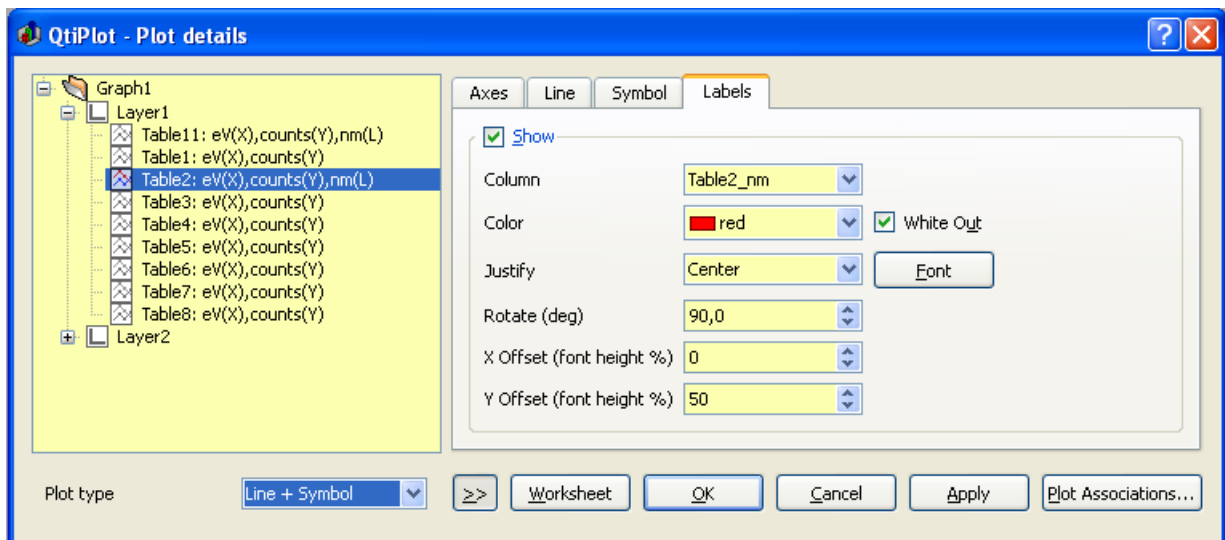 QtiPlot - Plot details
Graph1
Layer1
Table11: eV(X),counts(Y),nm(L)
Table1: eV(X),counts(Y)
Table2: eV(X),counts(Y),nm(L)
Table3: eV(X),counts(Y)
Table4: eV(X),counts(Y)
Table5: eV(X),counts(Y)
Table6: eV(X),counts(Y)
Table7: eV(X),counts(Y)
Table8: eV(X),counts(Y)
Layer2
Axes Line Symbol Labels
Show
Column Table2_nm
Color red White Out
Justify Center Font
Rotate (deg) 90,0
X Offset (font height %) 0
Y Offset (font height %) 50
Plot type Line + Symbol >> Worksheet OK Cancel Apply Plot Associations...